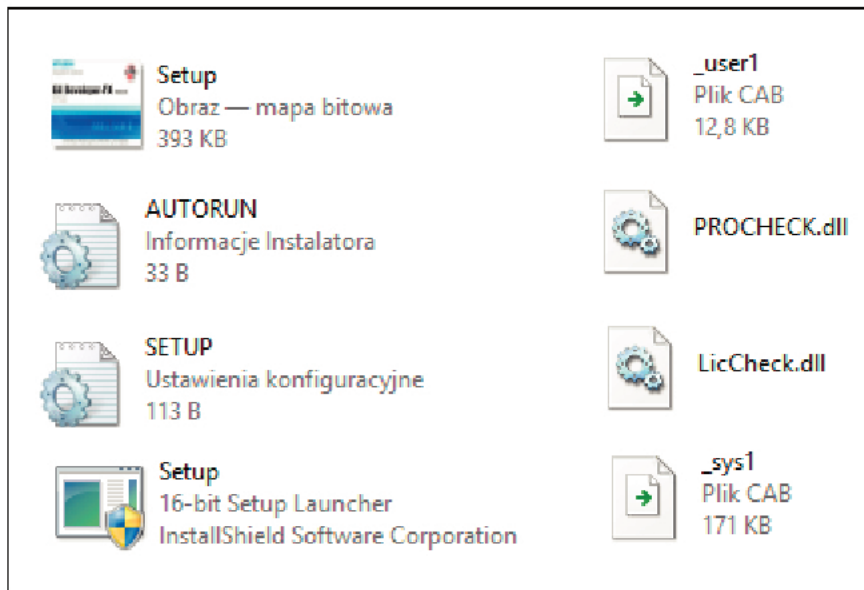 Setup
Obraz — mapa bitowa
393 KB
AUTORUN
Informacje Instalatora
33 B
SETUP
Ustawienia konfiguracyjne
113 B
Setup
16-bit Setup Launcher
InstallShield Software Corporation
_user1
Plik CAB
12,8 KB
PROCHECK.dll
LicCheck.dll
_sys1
Plik CAB
171 KB